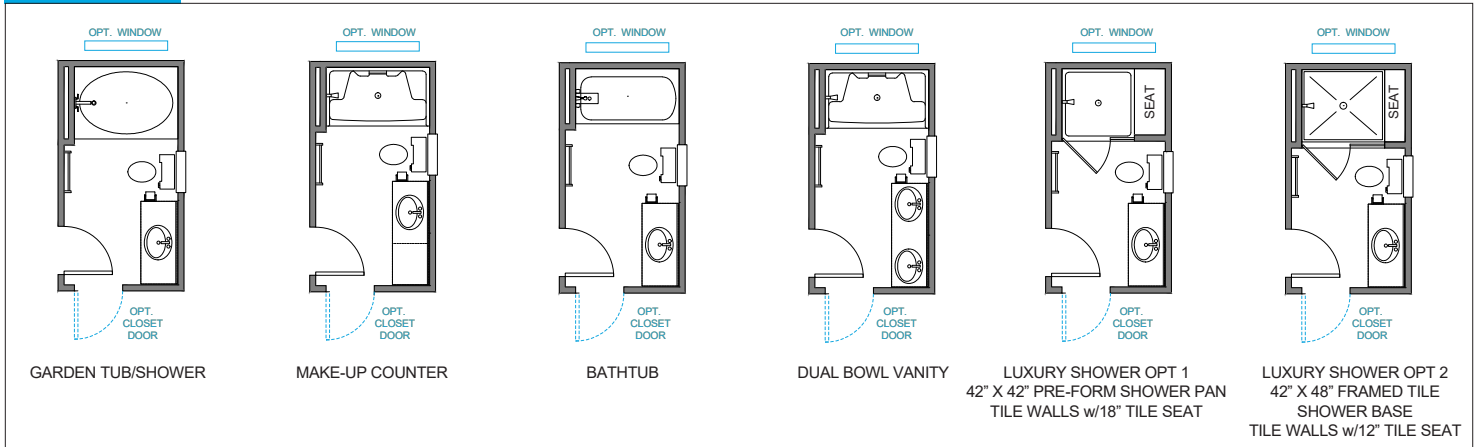 OPT. WINDOW
OPT. CLOSET DOOR
GARDEN TUB/SHOWER
OPT. WINDOW
OPT. CLOSET DOOR
MAKE-UP COUNTER
OPT. WINDOW
OPT. CLOSET DOOR
BATHTUB
OPT. WINDOW
OPT. CLOSET DOOR
DUAL BOWL VANITY
OPT. WINDOW
SEAT
OPT.
CLOSET
DOOR
LUXURY SHOWER OPT 1
42” X 42” PRE-FORM SHOWER PAN
TILE WALLS w/18” TILE SEAT
OPT. WINDOW
SEAT
OPT.
CLOSET
DOOR
LUXURY SHOWER OPT 2
42” X 48” FRAMED TILE
SHOWER BASE
TILE WALLS w/12” TILE SEAT